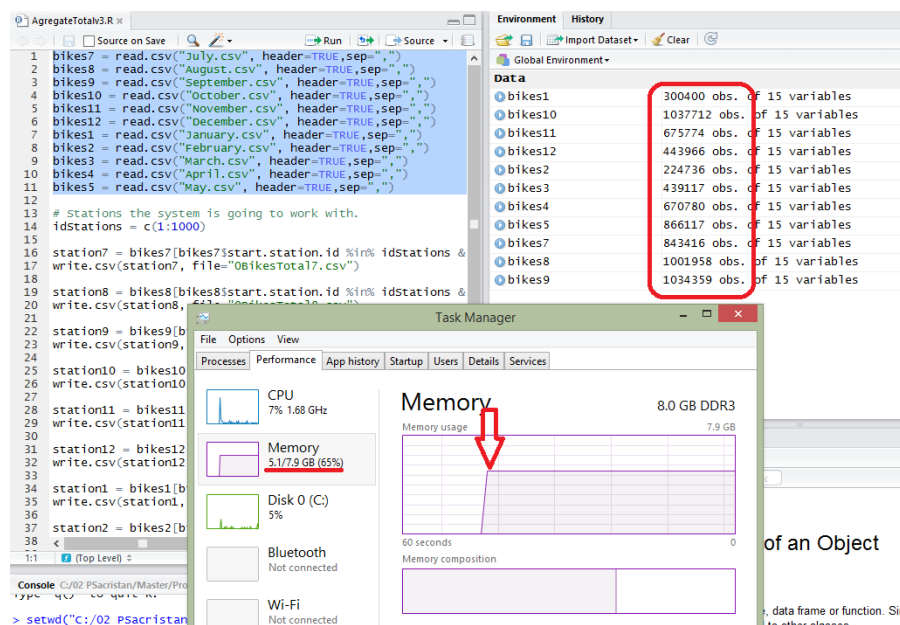 AgregateTotalv3.R ×
Source on Save
Run
Source
1 bikes7 = read.csv("July.csv", header=TRUE,sep=",")
2 bikes8 = read.csv("August.csv", header=TRUE,sep=",")
3 bikes9 = read.csv("September.csv", header=TRUE,sep=",")
4 bikes10 = read.csv("October.csv", header=TRUE,sep=",")
5 bikes11 = read.csv("November.csv", header=TRUE,sep=",")
6 bikes12 = read.csv("December.csv", header=TRUE,sep=",")
7 bikes1 = read.csv("January.csv", header=TRUE,sep=",")
8 bikes2 = read.csv("February.csv", header=TRUE,sep=",")
9 bikes3 = read.csv("March.csv", header=TRUE,sep=",")
10 bikes4 = read.csv("April.csv", header=TRUE,sep=",")
11 bikes5 = read.csv("May.csv", header=TRUE,sep=",")
12
13 # Stations the system is going to work with.
14 idStations = c(1:1000)
15
16 station7 = bikes7[bikes7$start.station.id %in% idStations &
17 write.csv(station7, file="0BikesTotal7.csv")
18
19 station8 = bikes8[bikes8$start.station.id %in% idStations &
20 write.csv(station8, file="0BikesTotal8.csv")
21
22 station9 = bikes9[b
23 write.csv(station9,
24
25 station10 = bikes10
26 write.csv(station10
27
28 station11 = bikes11
29 write.csv(station11
30
31 station12 = bikes12
32 write.csv(station12
33
34 station1 = bikes1[b
35 write.csv(station1,
36
37 station2 = bikes2[b
38
1:1 (Top Level)
Console C:/02 PSacristan/Master/Pro
Type 'q()' to quit R.
> setwd("C:/02 PSacristan
Environment History
Import Dataset Clear
Global Environment
Data
bikes1 300400 obs. of 15 variables
bikes10 1037712 obs. of 15 variables
bikes11 675774 obs. of 15 variables
bikes12 443966 obs. of 15 variables
bikes2 224736 obs. of 15 variables
bikes3 439117 obs. of 15 variables
bikes4 670780 obs. of 15 variables
bikes5 866117 obs. of 15 variables
bikes7 843416 obs. of 15 variables
bikes8 1001958 obs. of 15 variables
bikes9 1034359 obs. of 15 variables
Task Manager
File Options View
Processes Performance App history Startup Users Details Services
CPU
7% 1.68 GHz
Memory
5.1/7.9 GB (65%)
Disk 0 (C:)
5%
Bluetooth
Not connected
Wi-Fi
Not connected
Memory 8.0 GB DDR3
Memory usage 7.9 GB
60 seconds 0
Memory composition
of an Object
, data frame or function. Si
to other classes